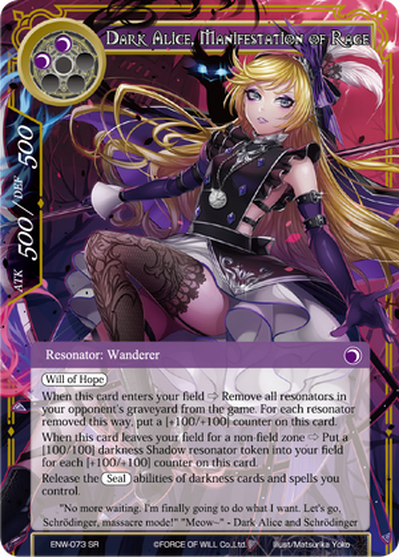 Dark Alice, Manifestation of Rage
ATK 500 / DEF 500
Resonator: Wanderer
Will of Hope
When this card enters your field ⇨ Remove all resonators in
your opponent's graveyard from the game. For each resonator
removed this way, put a [+100/+100] counter on this card.
When this card leaves your field for a non-field zone ⇨ Put a
[100/100] darkness Shadow resonator token into your field
for each [+100/+100] counter on this card.
Release the Seal abilities of darkness cards and spells you
control.
"No more waiting. I'm finally going to do what I want. Let's go,
Schrödinger, massacre mode!" "Meow~" - Dark Alice and Schrödinger
ENW-073 SR ©FORCE OF WILL Co.,Ltd. Illust/Matsurika Yoko